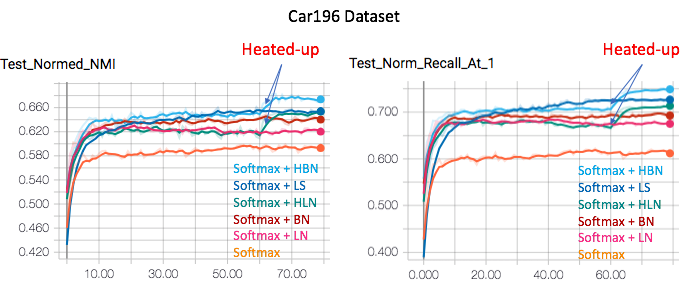 Car196 Dataset
Test_Normed_NMI
Heated-up
0.660
0.620
0.580
0.540
0.500
0.460
0.420
Softmax + HBN
Softmax + LS
Softmax + HLN
Softmax + BN
Softmax + LN
Softmax
10.00 30.00 50.00 70.00
Test_Norm_Recall_At_1
Heated-up
0.700
0.600
0.400
Softmax + HBN
Softmax + LS
Softmax + HLN
Softmax + BN
Softmax + LN
Softmax
0.000 20.00 40.00 60.00